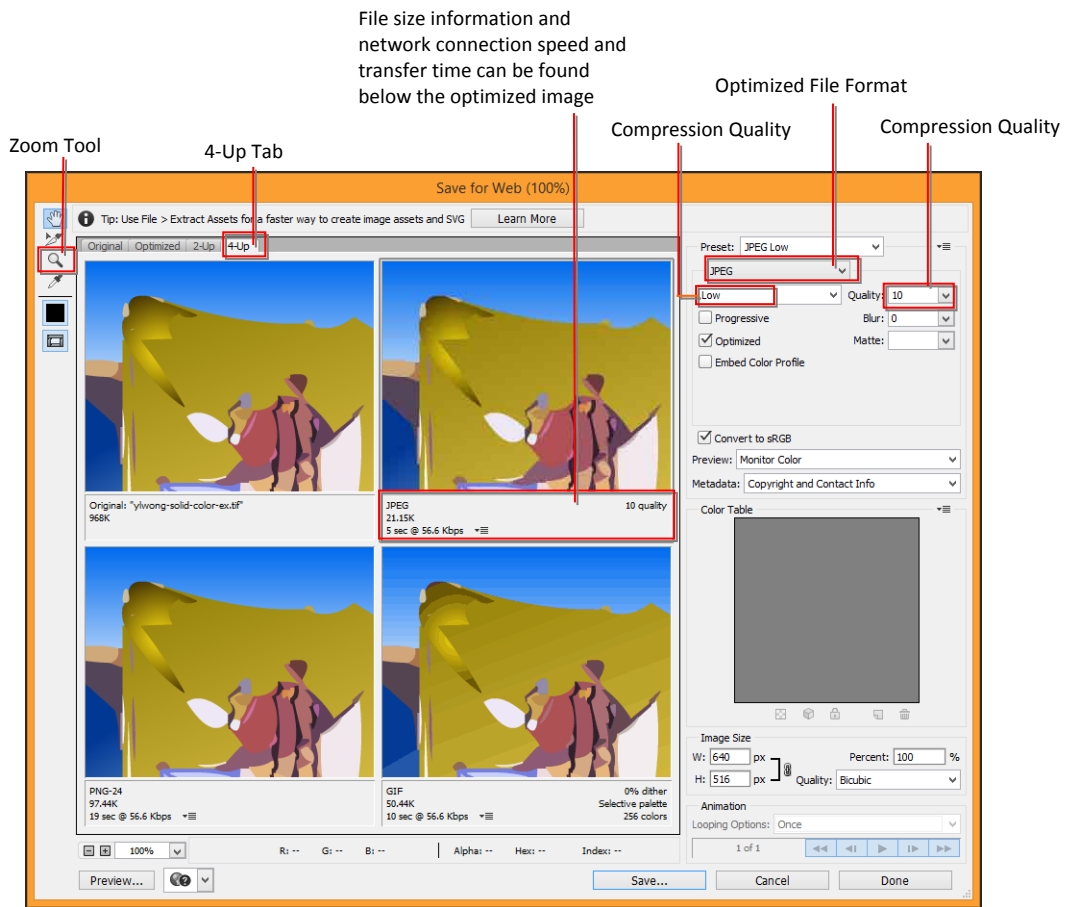 File size information and
network connection speed and
transfer time can be found
below the optimized image
Optimized File Format
Compression Quality
Compression Quality
Zoom Tool
4-Up Tab
Save for Web (100%)
Tip: Use File > Extract Assets for a faster way to create image assets and SVG
Learn More
Original
Optimized
2-Up
4-Up
Preset: JPEG Low
JPEG
Low
Quality: 10
Progressive
Blur: 0
Optimized
Matte:
Embed Color Profile
Convert to sRGB
Preview: Monitor Color
Metadata: Copyright and Contact Info
Original: "ylwong-solid-color-ex.tif"
968K
JPEG
10 quality
21.15K
5 sec @ 56.6 Kbps
Color Table
PNG-24
97.44K
19 sec @ 56.6 Kbps
GIF
0% dither
50.44K
Selective palette
10 sec @ 56.6 Kbps
256 colors
Image Size
W: 640 px
Percent: 100 %
H: 516 px
Quality: Bicubic
Animation
Looping Options: Once
1 of 1
100%
R: --
G: --
B: --
Alpha: --
Hex: --
Index: --
Preview...
Save...
Cancel
Done